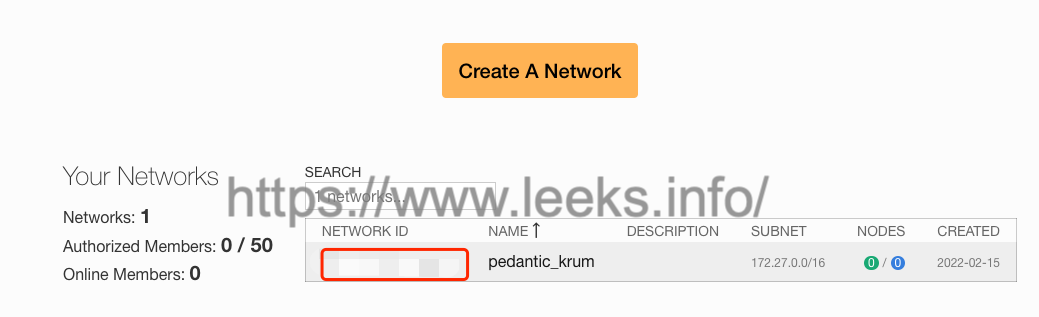 Create A Network
Your Networks
Networks: 1
Authorized Members: 0 / 50
Online Members: 0
SEARCH
1 networks...
https://www.leeks.info/
NETWORK ID NAME↑ DESCRIPTION SUBNET NODES CREATED
pedantic_krum 172.27.0.0/16 0 / 0 2022-02-15